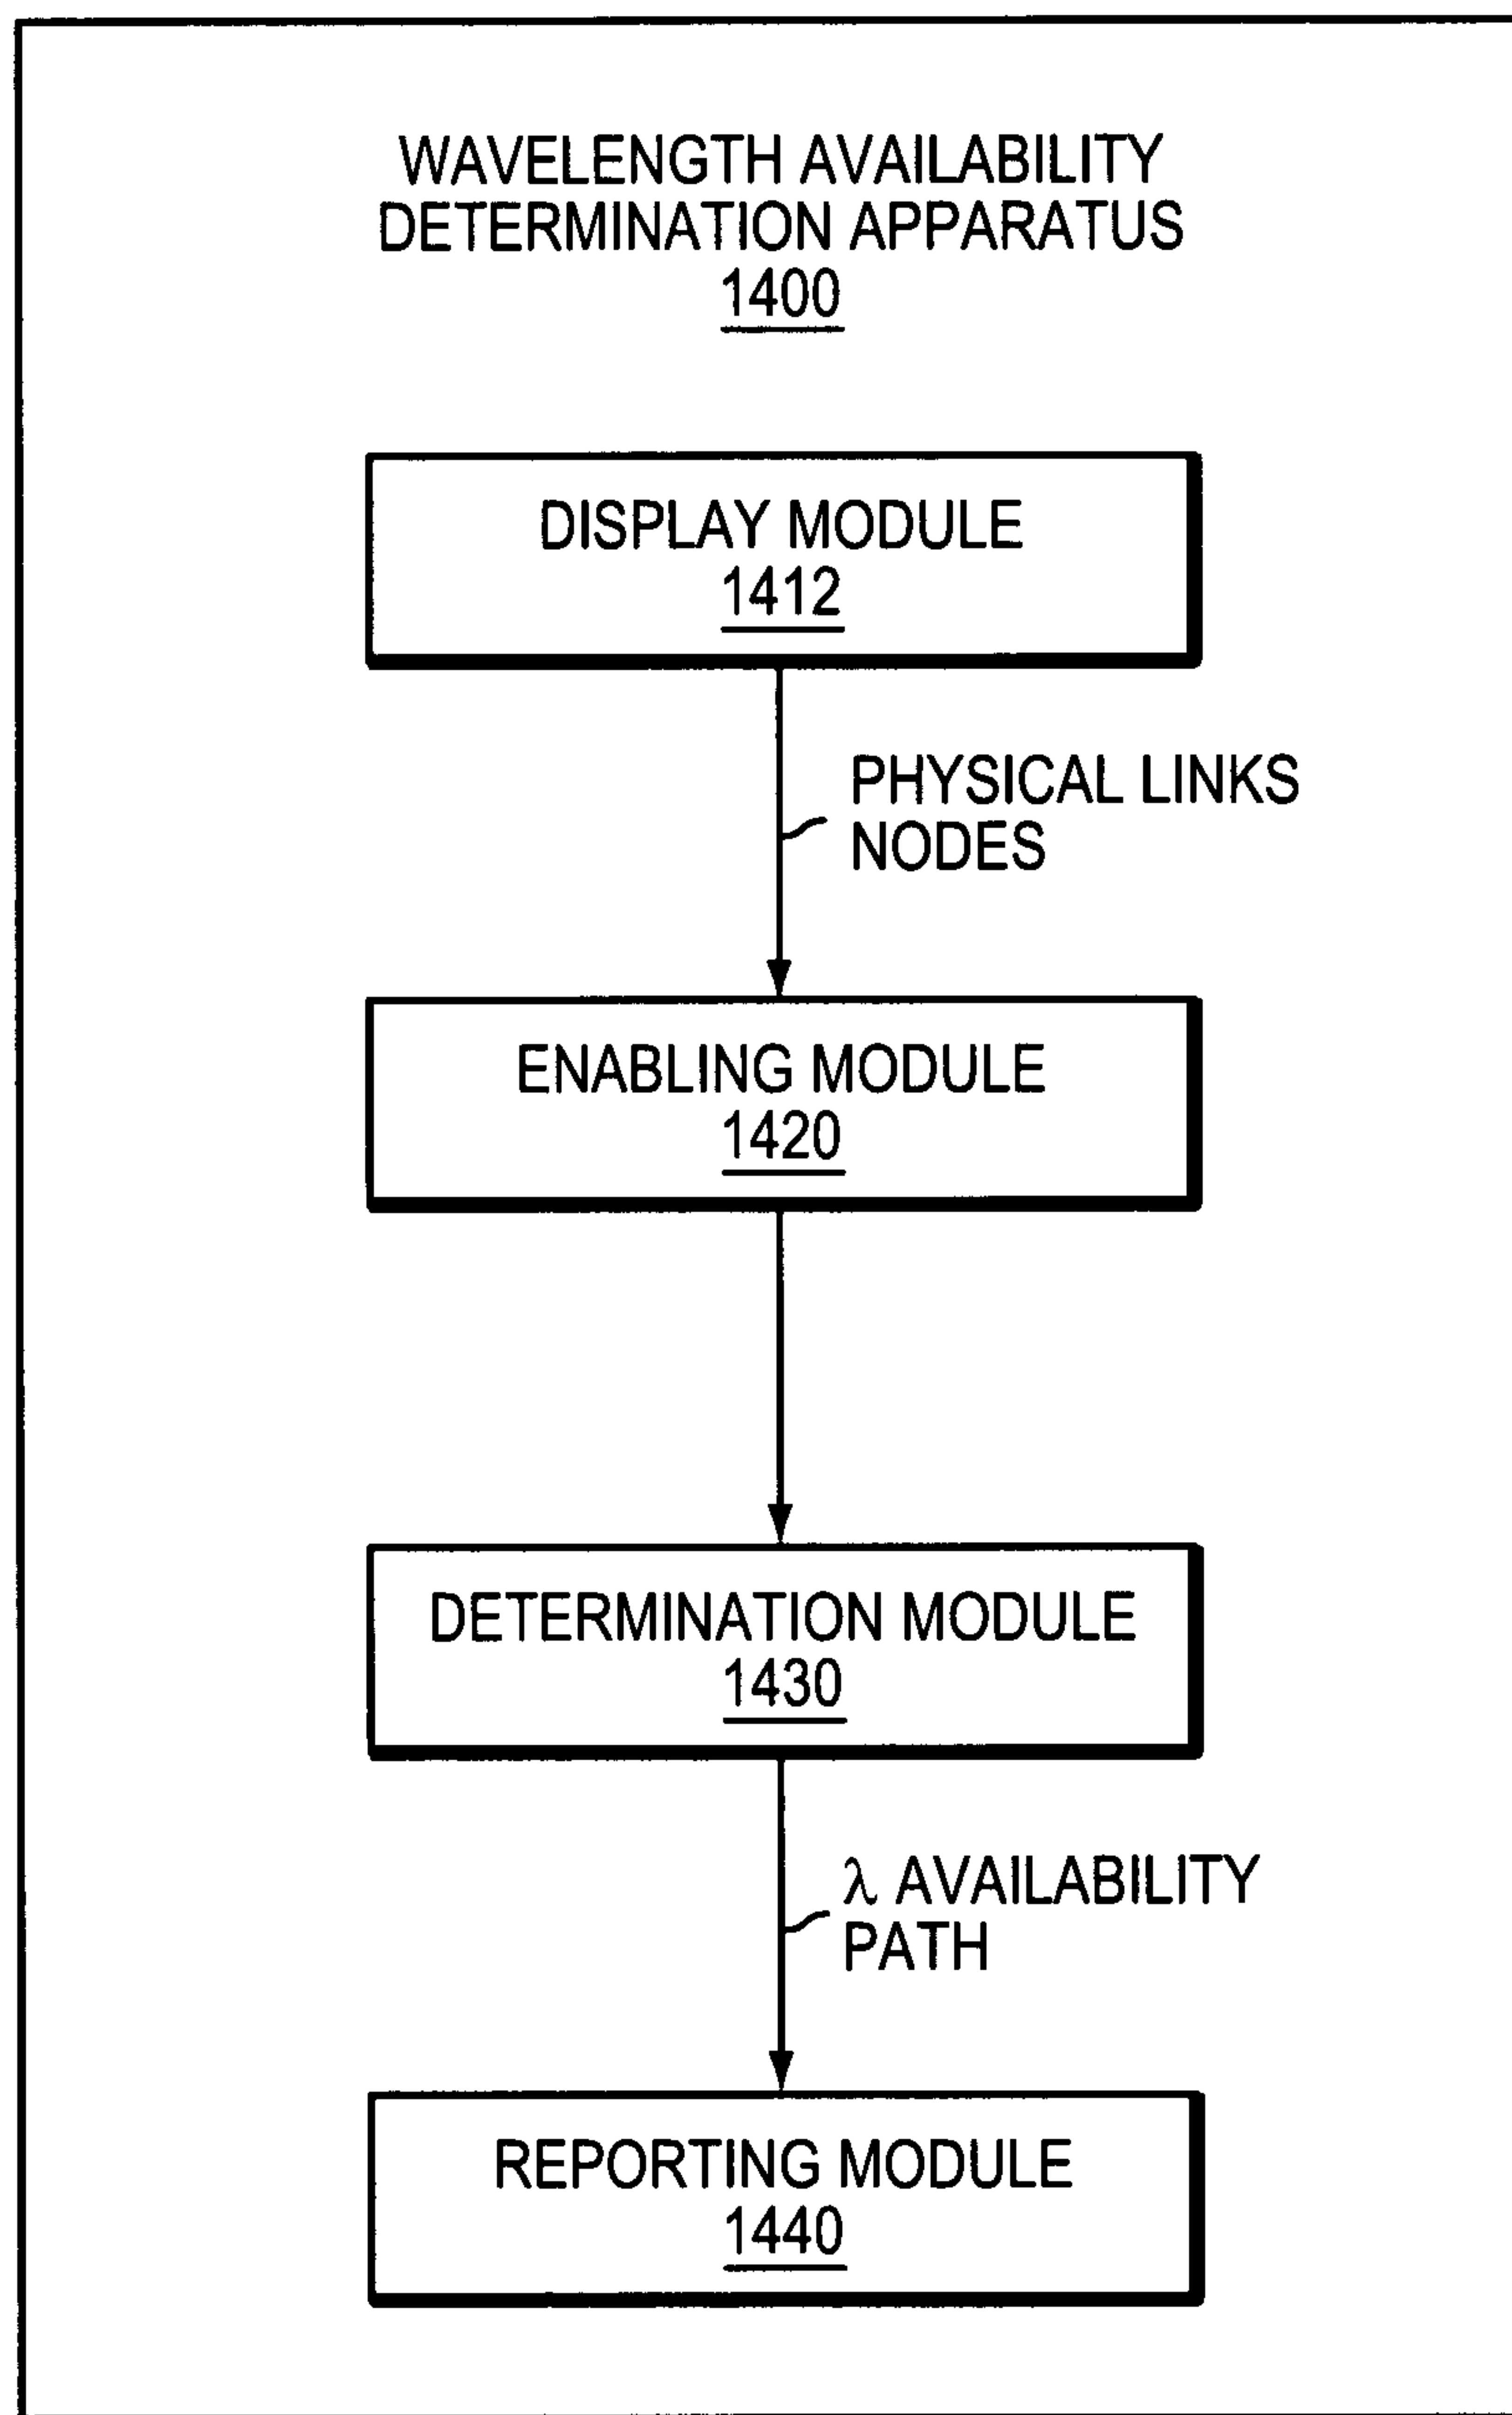 WAVELENGTH AVAILABILITY
DETERMINATION APPARATUS
1400
DISPLAY MODULE
1412
PHYSICAL LINKS
NODES
ENABLING MODULE
1420
DETERMINATION MODULE
1430
λ AVAILABILITY
PATH
REPORTING MODULE
1440